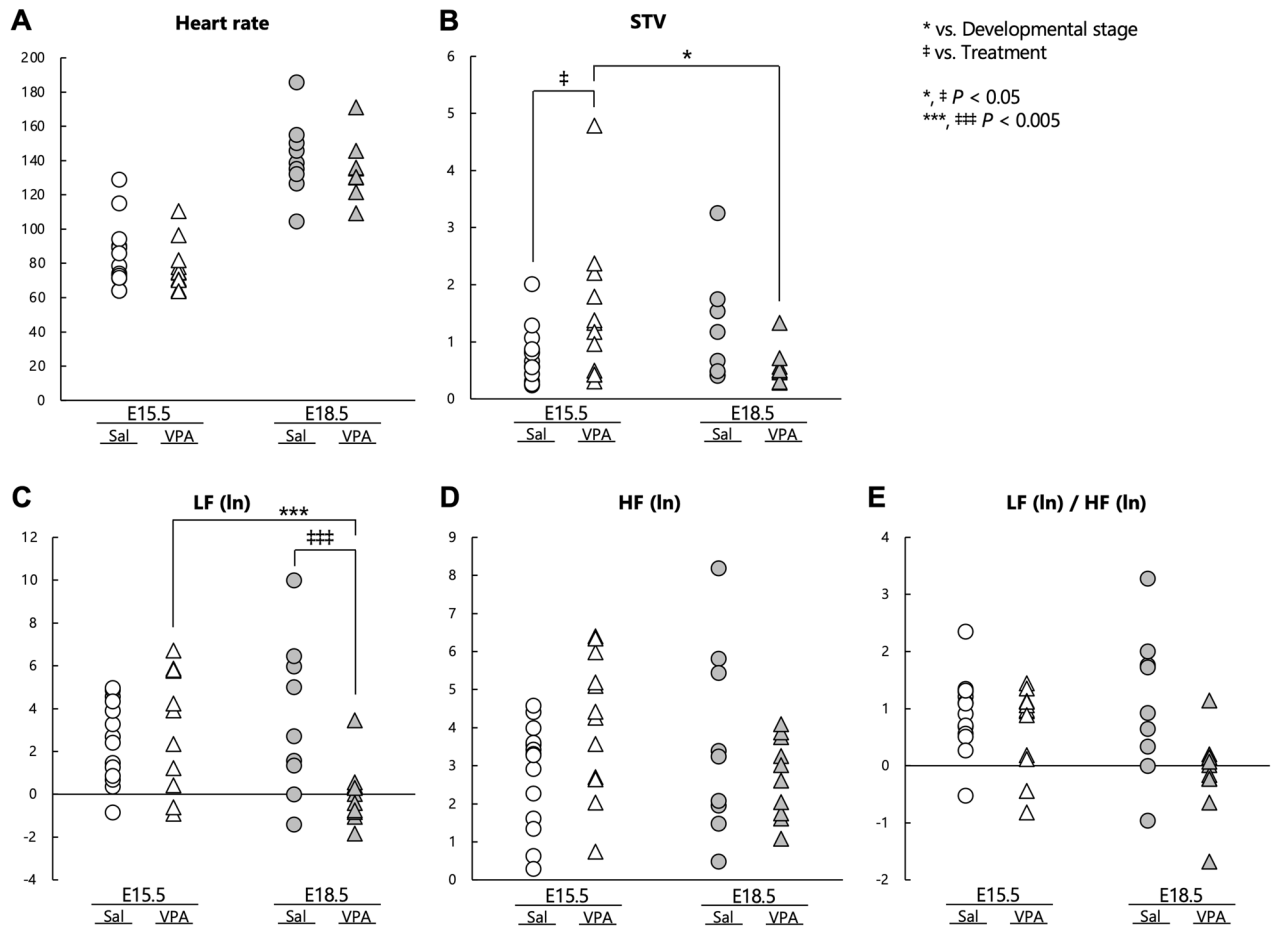 A
Heart rate
200
180
160
140
120
100
80
60
40
20
0
E15.5
E18.5
Sal
VPA
Sal
VPA
B
STV
*
‡
6
5
4
3
2
1
0
E15.5
E18.5
Sal
VPA
Sal
VPA
* vs. Developmental stage
‡ vs. Treatment
*, ‡ P < 0.05
***, ‡‡‡ P < 0.005
C
LF (ln)
***
‡‡‡
12
10
8
6
4
2
0
-2
-4
E15.5
E18.5
Sal
VPA
Sal
VPA
D
HF (ln)
9
8
7
6
5
4
3
2
1
0
E15.5
E18.5
Sal
VPA
Sal
VPA
E
LF (ln) / HF (ln)
4
3
2
1
0
-1
-2
E15.5
E18.5
Sal
VPA
Sal
VPA